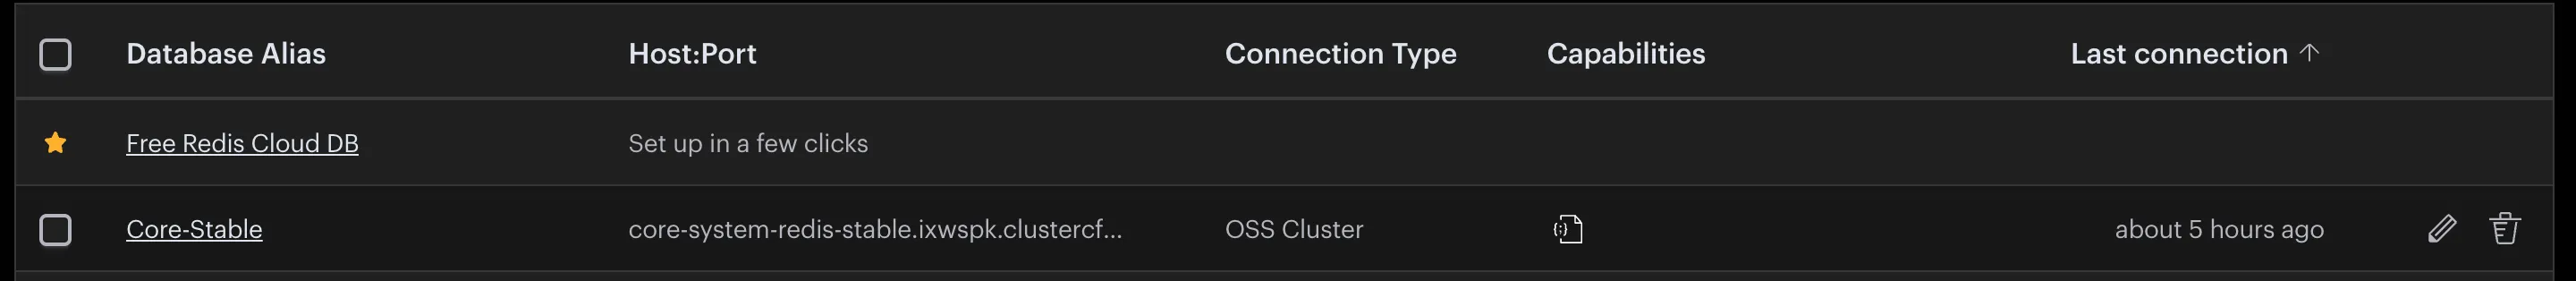 Database Alias Host:Port Connection Type Capabilities Last connection ↑
Free Redis Cloud DB Set up in a few clicks
Core-Stable core-system-redis-stable.ixwspk.clustercf... OSS Cluster about 5 hours ago